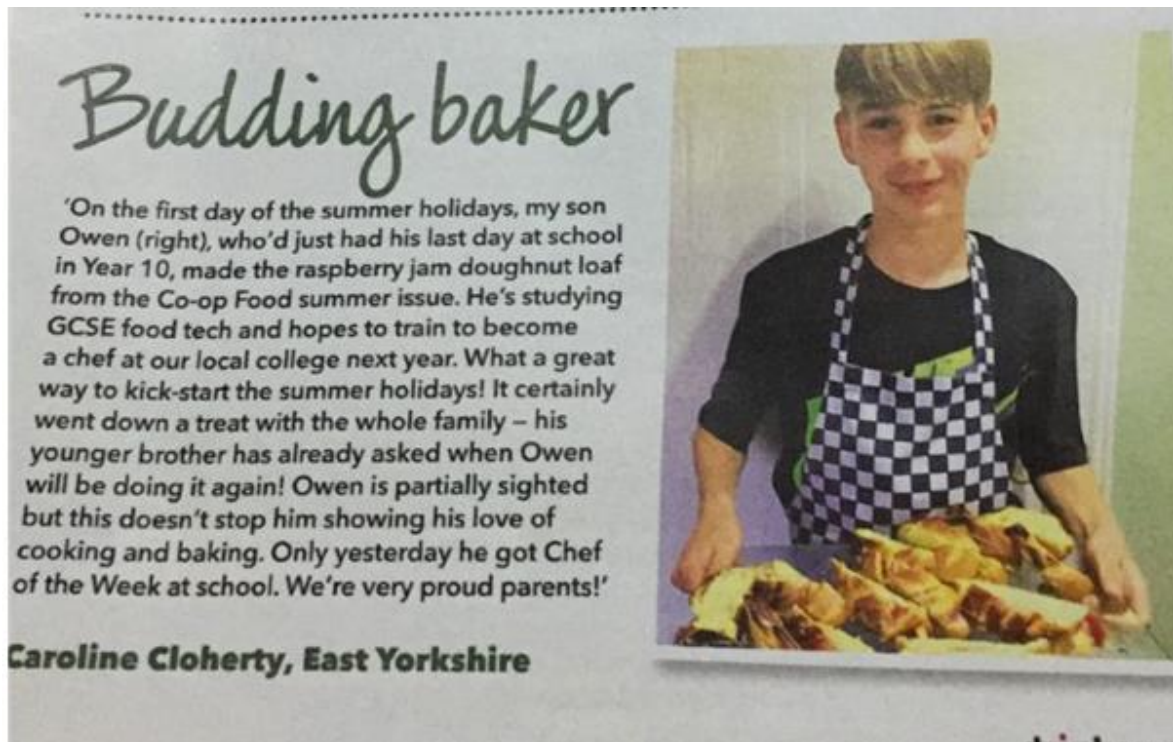 Budding baker
'On the first day of the summer holidays, my son
Owen (right), who'd just had his last day at school
in Year 10, made the raspberry jam doughnut loaf
from the Co-op Food summer issue. He's studying
GCSE food tech and hopes to train to become
a chef at our local college next year. What a great
way to kick-start the summer holidays! It certainly
went down a treat with the whole family – his
younger brother has already asked when Owen
will be doing it again! Owen is partially sighted
but this doesn't stop him showing his love of
cooking and baking. Only yesterday he got Chef
of the Week at school. We're very proud parents!'
Caroline Cloherty, East Yorkshire